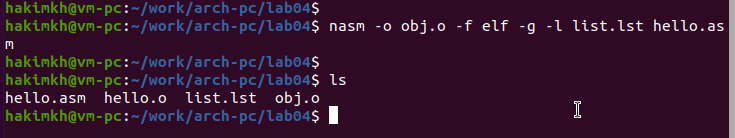 hakimkh@vm-pc:~/work/arch-pc/lab04$
hakimkh@vm-pc:~/work/arch-pc/lab04$ nasm -o obj.o -f elf -g -l list.lst hello.as
m
hakimkh@vm-pc:~/work/arch-pc/lab04$
hakimkh@vm-pc:~/work/arch-pc/lab04$ ls
hello.asm  hello.o  list.lst  obj.o
hakimkh@vm-pc:~/work/arch-pc/lab04$